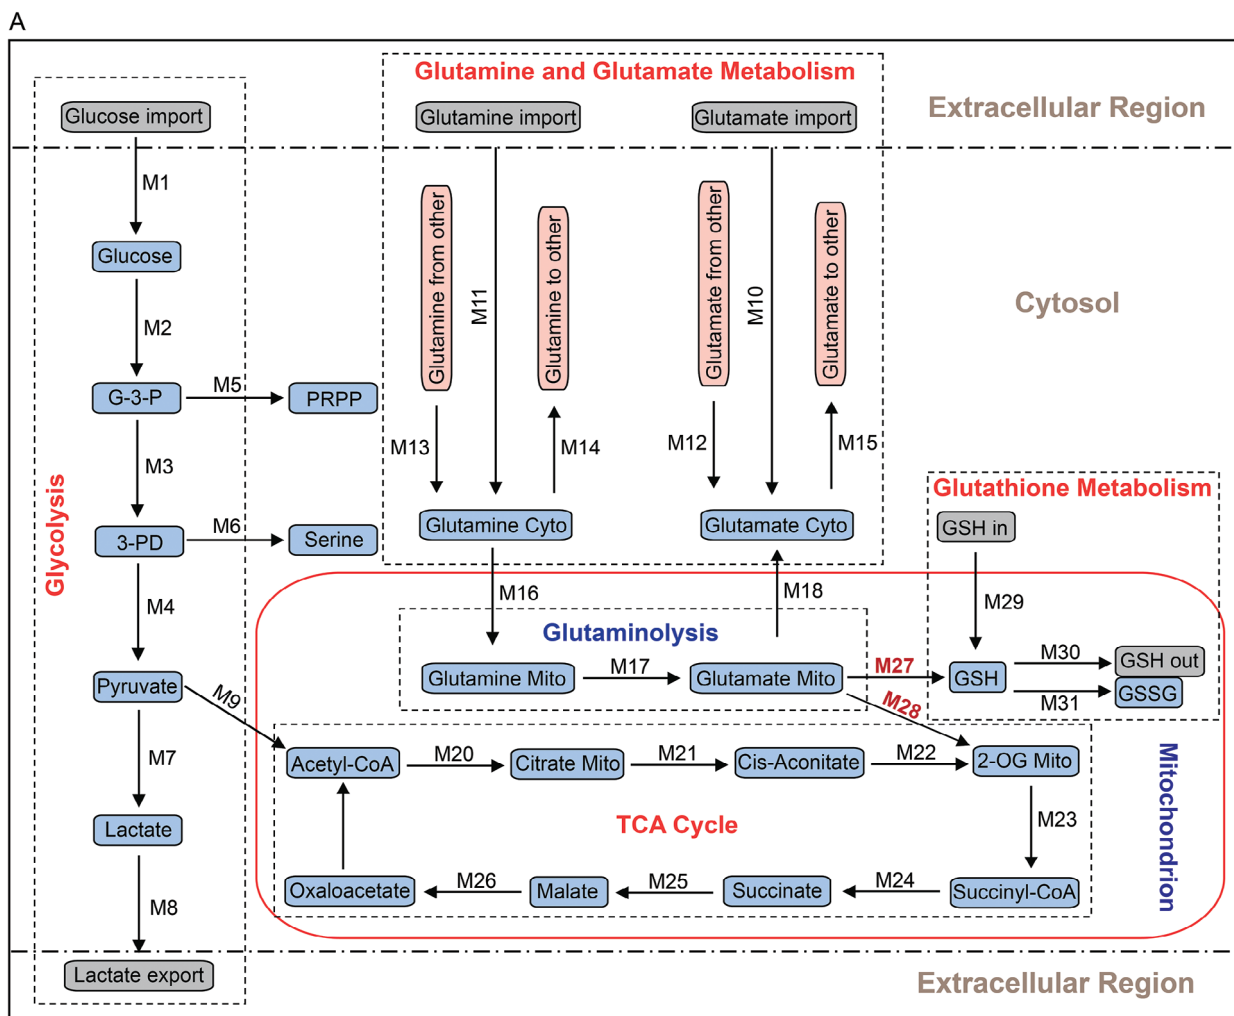 A
Glutamine and Glutamate Metabolism
Extracellular Region
Glucose import
Glutamine import
Glutamate import
M1
Glucose
Glutamine from other
Glutamine to other
Glutamate from other
Glutamate to other
M11
M10
Cytosol
M2
G-3-P
M5
PRPP
M3
M13
M14
M12
M15
Glycolysis
Glutathione Metabolism
3-PD
M6
Serine
Glutamine Cyto
Glutamate Cyto
GSH in
M4
M16
M18
M29
Glutaminolysis
Pyruvate
M9
Glutamine Mito
M17
Glutamate Mito
M27
M28
GSH
M30
GSH out
M31
GSSG
M7
Acetyl-CoA
M20
Citrate Mito
M21
Cis-Aconitate
M22
2-OG Mito
Mitochondrion
Lactate
TCA Cycle
M23
M8
Oxaloacetate
M26
Malate
M25
Succinate
M24
Succinyl-CoA
Lactate export
Extracellular Region